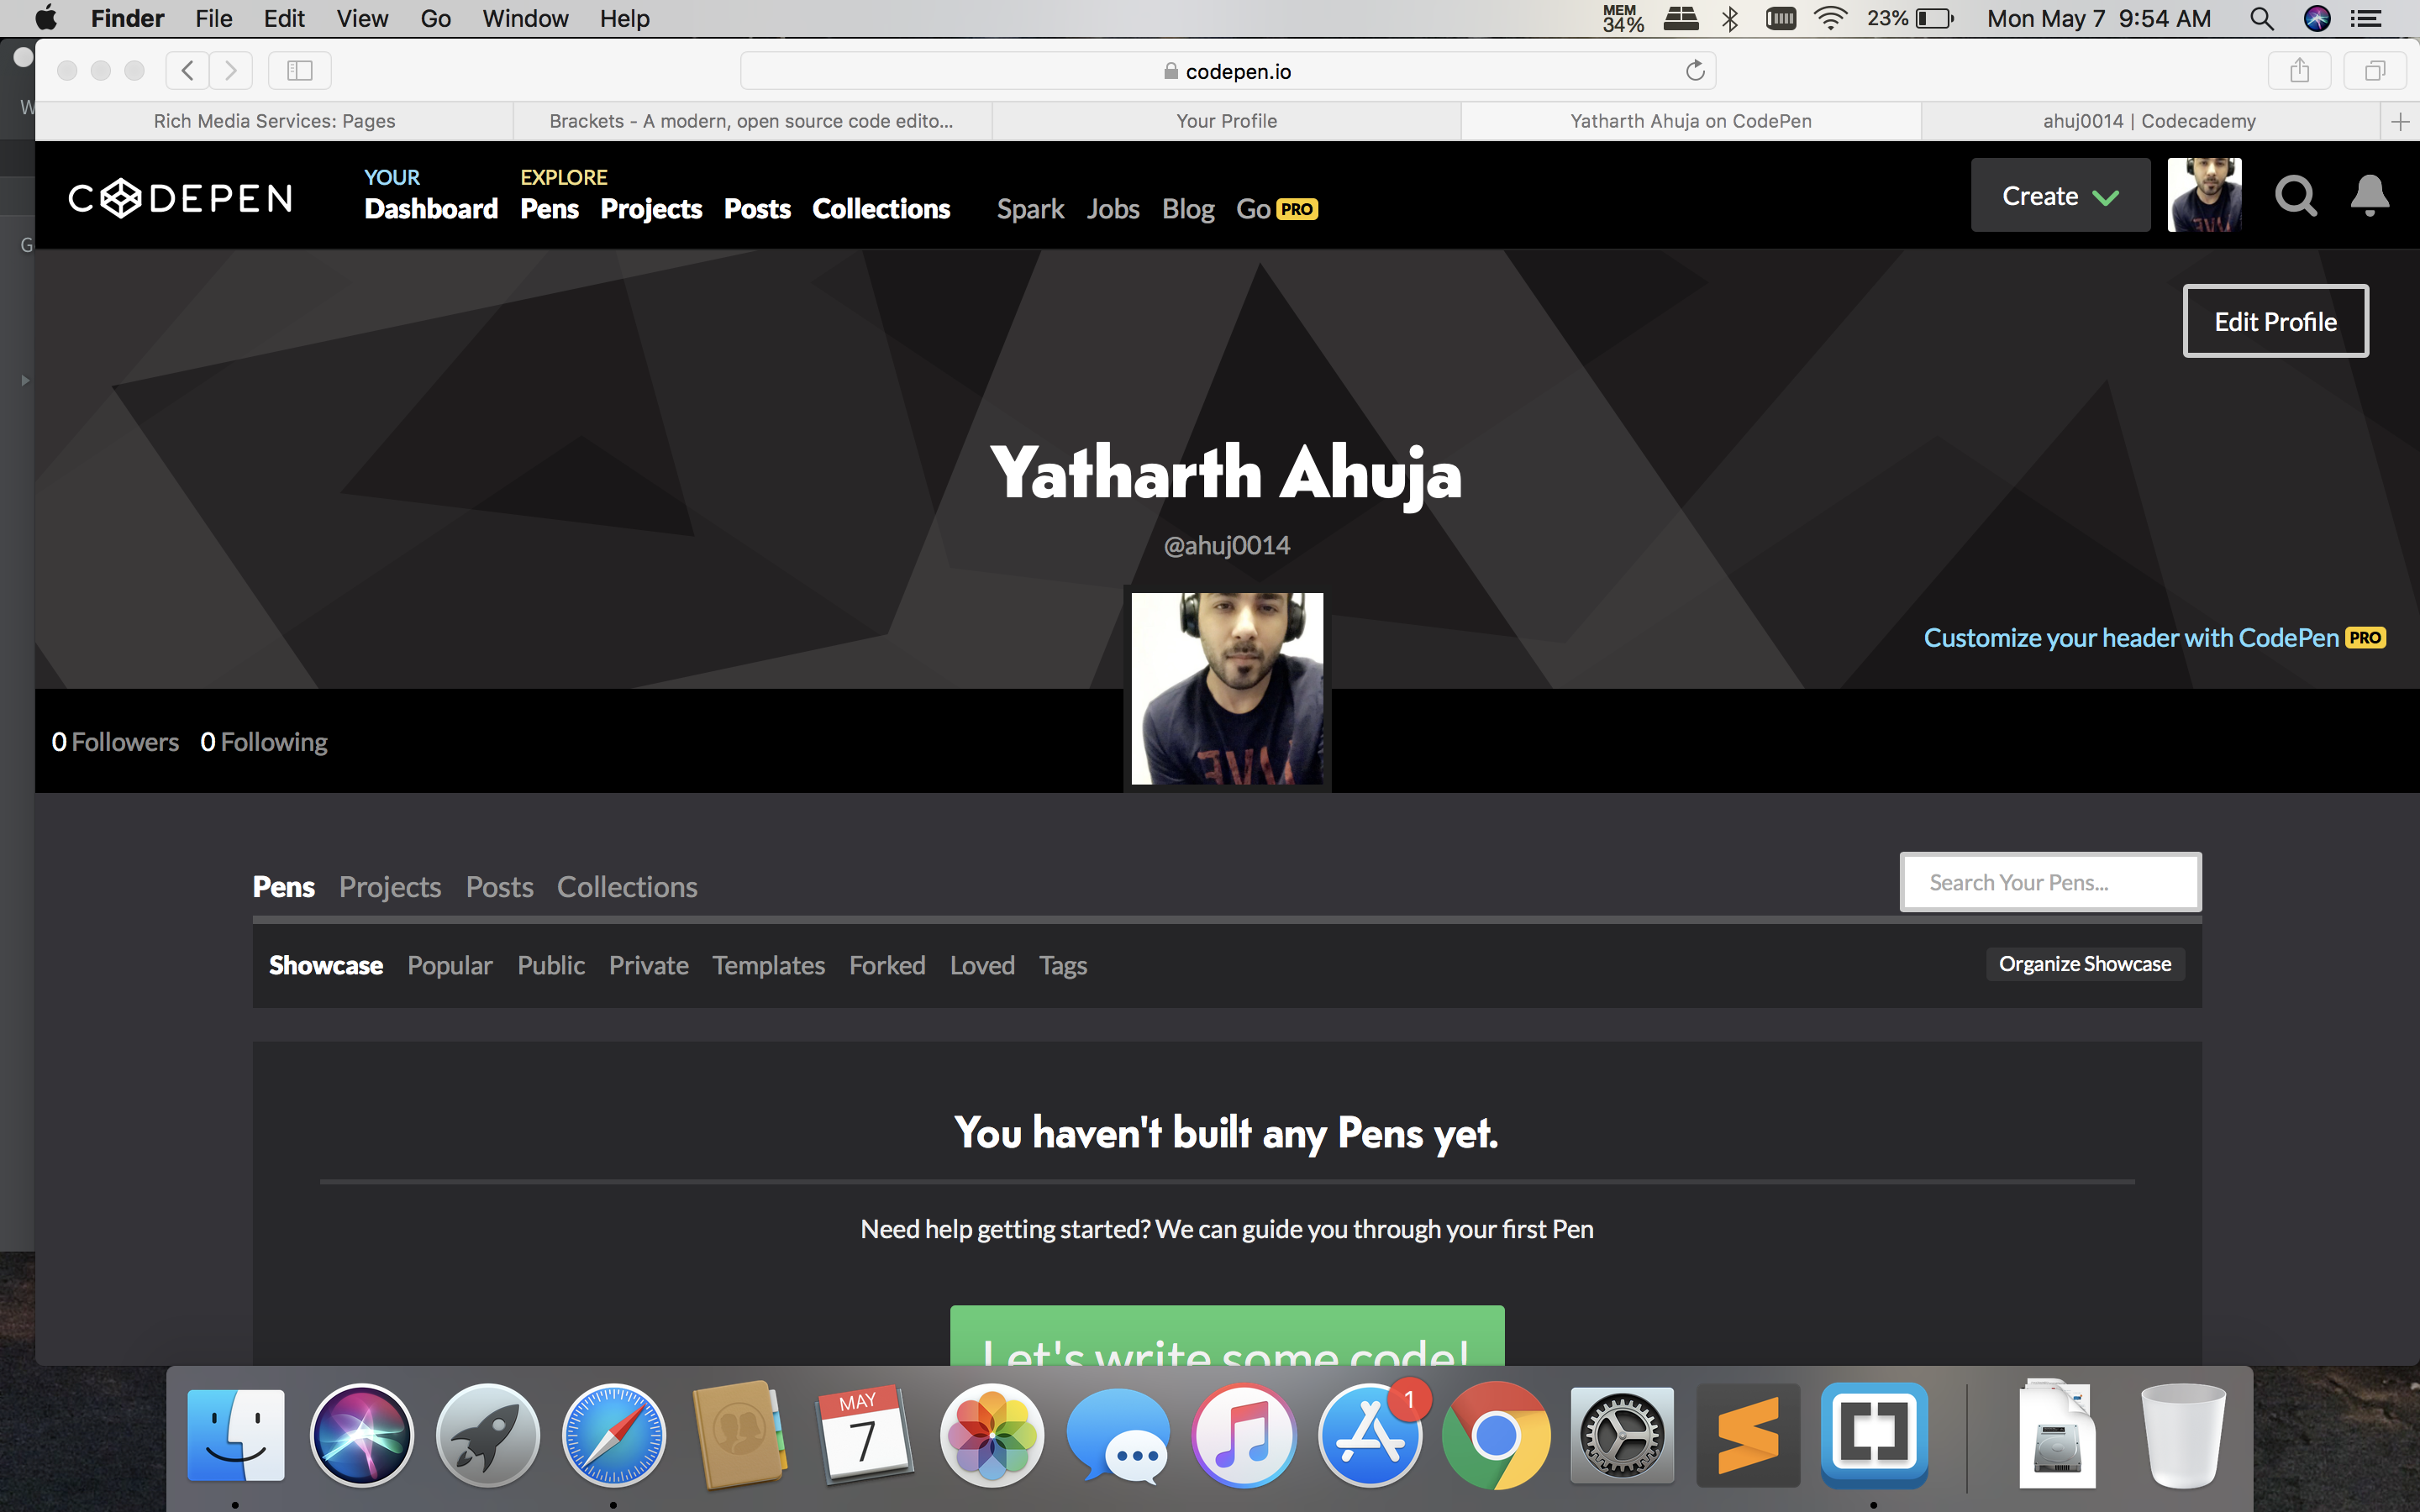 Finder File Edit View Go Window Help MEM 34% 23% Mon May 7 9:54 AM
codepen.io
W
Rich Media Services: Pages Brackets - A modern, open source code edito... Your Profile Yatharth Ahuja on CodePen ahuj0014 | Codecademy
YOUR EXPLORE
CODEPEN Dashboard Pens Projects Posts Collections Spark Jobs Blog Go PRO Create
G
Edit Profile
Yatharth Ahuja
@ahuj0014
Customize your header with CodePen PRO
0 Followers 0 Following
Pens Projects Posts Collections Search Your Pens...
Showcase Popular Public Private Templates Forked Loved Tags Organize Showcase
You haven't built any Pens yet.
Need help getting started? We can guide you through your first Pen
Let's write some code!
MAY
7
1